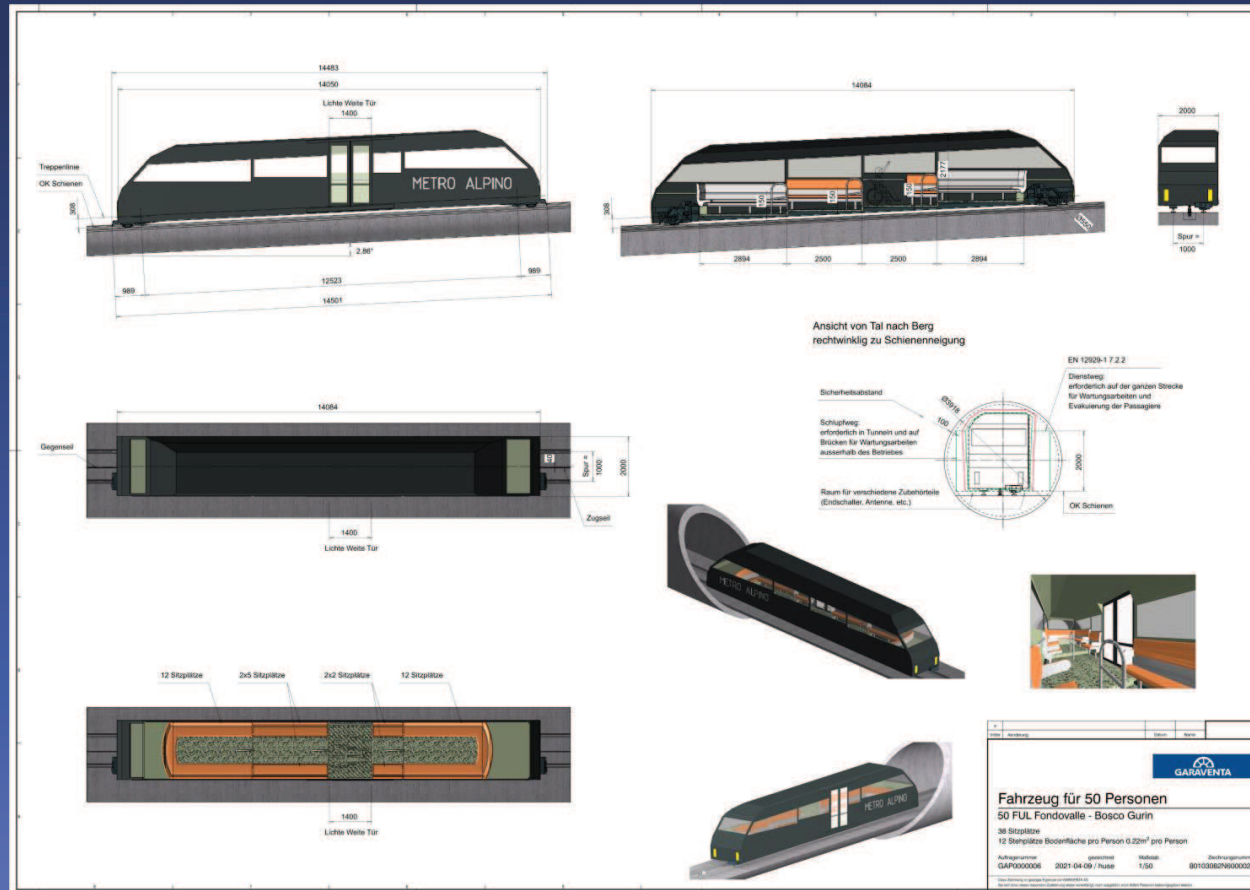 14483
14050
Lichte Weite Tür
1400
Treppenlinie
OK Schienen
308
METRO ALPINO
2,86°
989
12523
989
14501
14084
2177
150
150
150
308
2894
2500
2500
2894
2000
Spur =
1000
Ansicht von Tal nach Berg
rechtwinklig zu Schienenneigung
EN 12929-1 7.2.2
Dienstweg:
erforderlich auf der ganzen Strecke
für Wartungsarbeiten und
Evakuierung der Passagiere
Sicherheitsabstand
Ø3918
100
Schlupfweg:
erforderlich in Tunneln und auf
Brücken für Wartungsarbeiten
ausserhalb des Betriebes
2000
Raum für verschiedene Zubehörteile
(Endschalter, Antenne, etc.)
OK Schienen
14084
Gegenseil
Spur =
1000
2000
Zugseil
1400
Lichte Weite Tür
METRO ALPINO
12 Sitzplätze
2x5 Sitzplätze
2x2 Sitzplätze
12 Sitzplätze
1400
Lichte Weite Tür
METRO ALPINO
Datum
Name
GARAVENTA
Fahrzeug für 50 Personen
50 FUL Fondovalle - Bosco Gurin
38 Sitzplätze
12 Stehplätze Bodenfläche pro Person 0.22m² pro Person
Auftragsnummer
gezeichnet
Maßstab
GAP0000006
2021-04-09 / huse
1/50